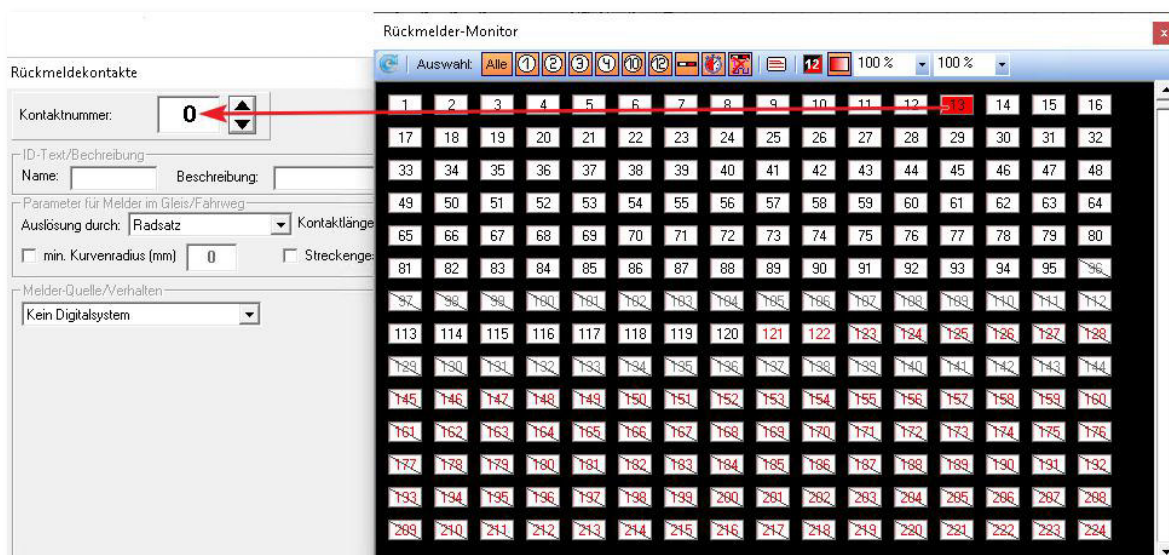 Rückmelder-Monitor
x
Auswahl: Alle 1 2 3 4 10 12 12 100 % 100 %
Rückmeldekontakte
Kontaktnummer: 0
ID-Text/Bechreibung
Name: Beschreibung:
Parameter für Melder im Gleis/Fahrweg
Auslösung durch: Radsatz Kontaktlänge
min. Kurvenradius (mm) 0 Streckenge
Melder-Quelle/Verhalten
Kein Digitalsystem
1 2 3 4 5 6 7 8 9 10 11 12 13 14 15 16
17 18 19 20 21 22 23 24 25 26 27 28 29 30 31 32
33 34 35 36 37 38 39 40 41 42 43 44 45 46 47 48
49 50 51 52 53 54 55 56 57 58 59 60 61 62 63 64
65 66 67 68 69 70 71 72 73 74 75 76 77 78 79 80
81 82 83 84 85 86 87 88 89 90 91 92 93 94 95 96
97 98 99 100 101 102 103 104 105 106 107 108 109 110 111 112
113 114 115 116 117 118 119 120 121 122 123 124 125 126 127 128
129 130 131 132 133 134 135 136 137 138 139 140 141 142 143 144
145 146 147 148 149 150 151 152 153 154 155 156 157 158 159 160
161 162 163 164 165 166 167 168 169 170 171 172 173 174 175 176
177 178 179 180 181 182 183 184 185 186 187 188 189 190 191 192
193 194 195 196 197 198 199 200 201 202 203 204 205 206 207 208
209 210 211 212 213 214 215 216 217 218 219 220 221 222 223 224